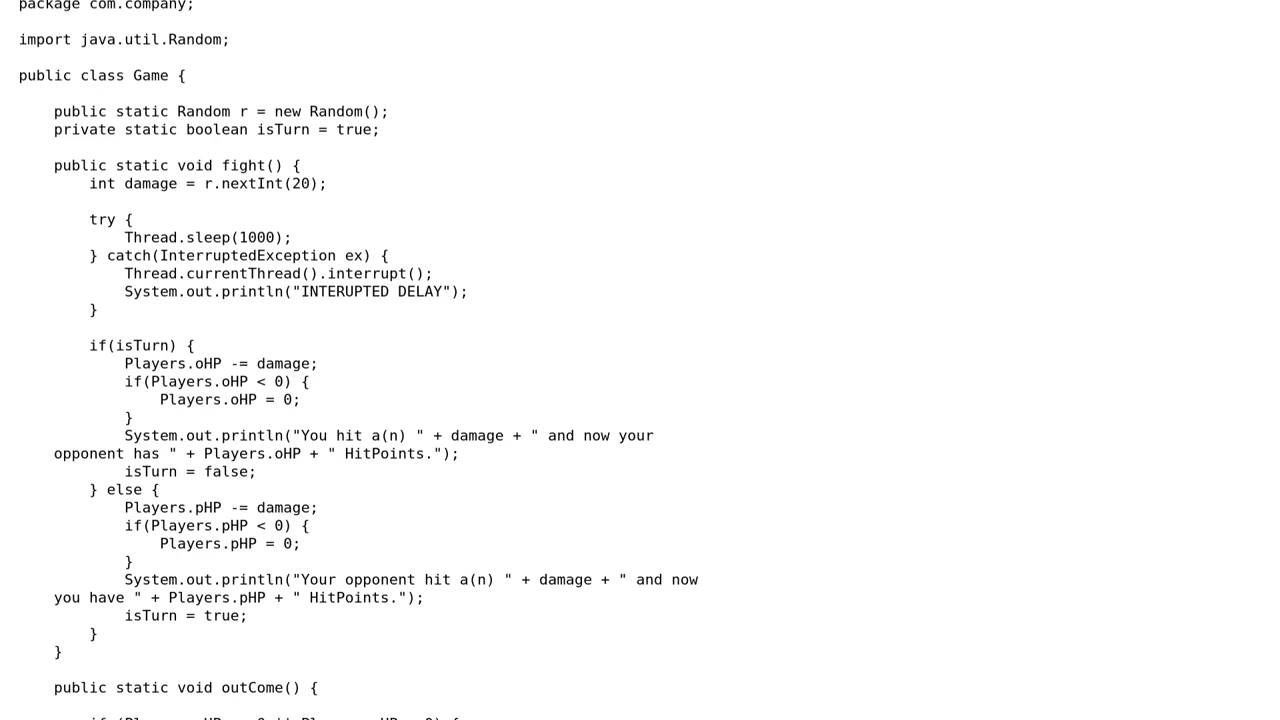 package com.company;
import java.util.Random;
public class Game {
public static Random r = new Random();
private static boolean isTurn = true;
public static void fight() {
int damage = r.nextInt(20);
try {
Thread.sleep(1000);
} catch(InterruptedException ex) {
Thread.currentThread().interrupt();
System.out.println("INTERUPTED DELAY");
}
if(isTurn) {
Players.oHP -= damage;
if(Players.oHP < 0) {
Players.oHP = 0;
}
System.out.println("You hit a(n) " + damage + " and now your
opponent has " + Players.oHP + " HitPoints.");
isTurn = false;
} else {
Players.pHP -= damage;
if(Players.pHP < 0) {
Players.pHP = 0;
}
System.out.println("Your opponent hit a(n) " + damage + " and now
you have " + Players.pHP + " HitPoints.");
isTurn = true;
}
}
public static void outCome() {